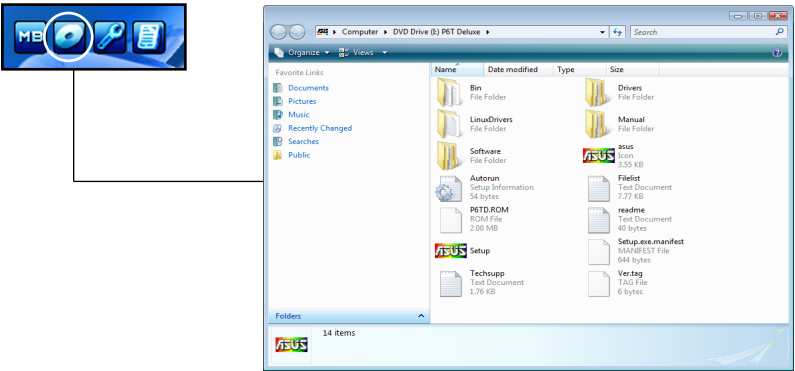 MB
Computer ▸ DVD Drive (I:) P6T Deluxe ▸
Search
Organize Views
Favorite Links
Documents
Pictures
Music
Recently Changed
Searches
Public
Folders
Name Date modified Type Size
Bin
File Folder
Drivers
File Folder
LinuxDrivers
File Folder
Manual
File Folder
Software
File Folder
asus
Icon
3.55 KB
Autorun
Setup Information
54 bytes
Filelist
Text Document
7.77 KB
P6TD.ROM
ROM File
2.00 MB
readme
Text Document
40 bytes
Setup
Setup.exe.manifest
MANIFEST File
644 bytes
Techsupp
Text Document
1.76 KB
Ver.tag
TAG File
6 bytes
ASUS
ASUS
ASUS
14 items